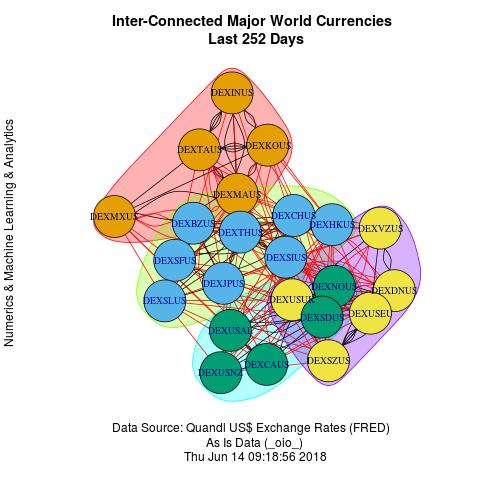 Inter-Connected Major World Currencies
Last 252 Days
Numerics & Machine Learning & Analytics
DEXINUS
DEXTAUS
DEXKOUS
DEXMAUS
DEXMXUS
DEXBZUS
DEXCHUS
DEXTHUS
DEXHKUS
DEXVZUS
DEXSFUS
DEXSIUS
DEXJPUS
DEXNOUS
DEXDNUS
DEXSLUS
DEXUSUK
DEXUSEU
DEXSDUS
DEXUSAL
DEXSZUS
DEXCAUS
DEXUSNZ
Data Source: Quandl US$ Exchange Rates (FRED)
As Is Data (_oio_)
Thu Jun 14 09:18:56 2018